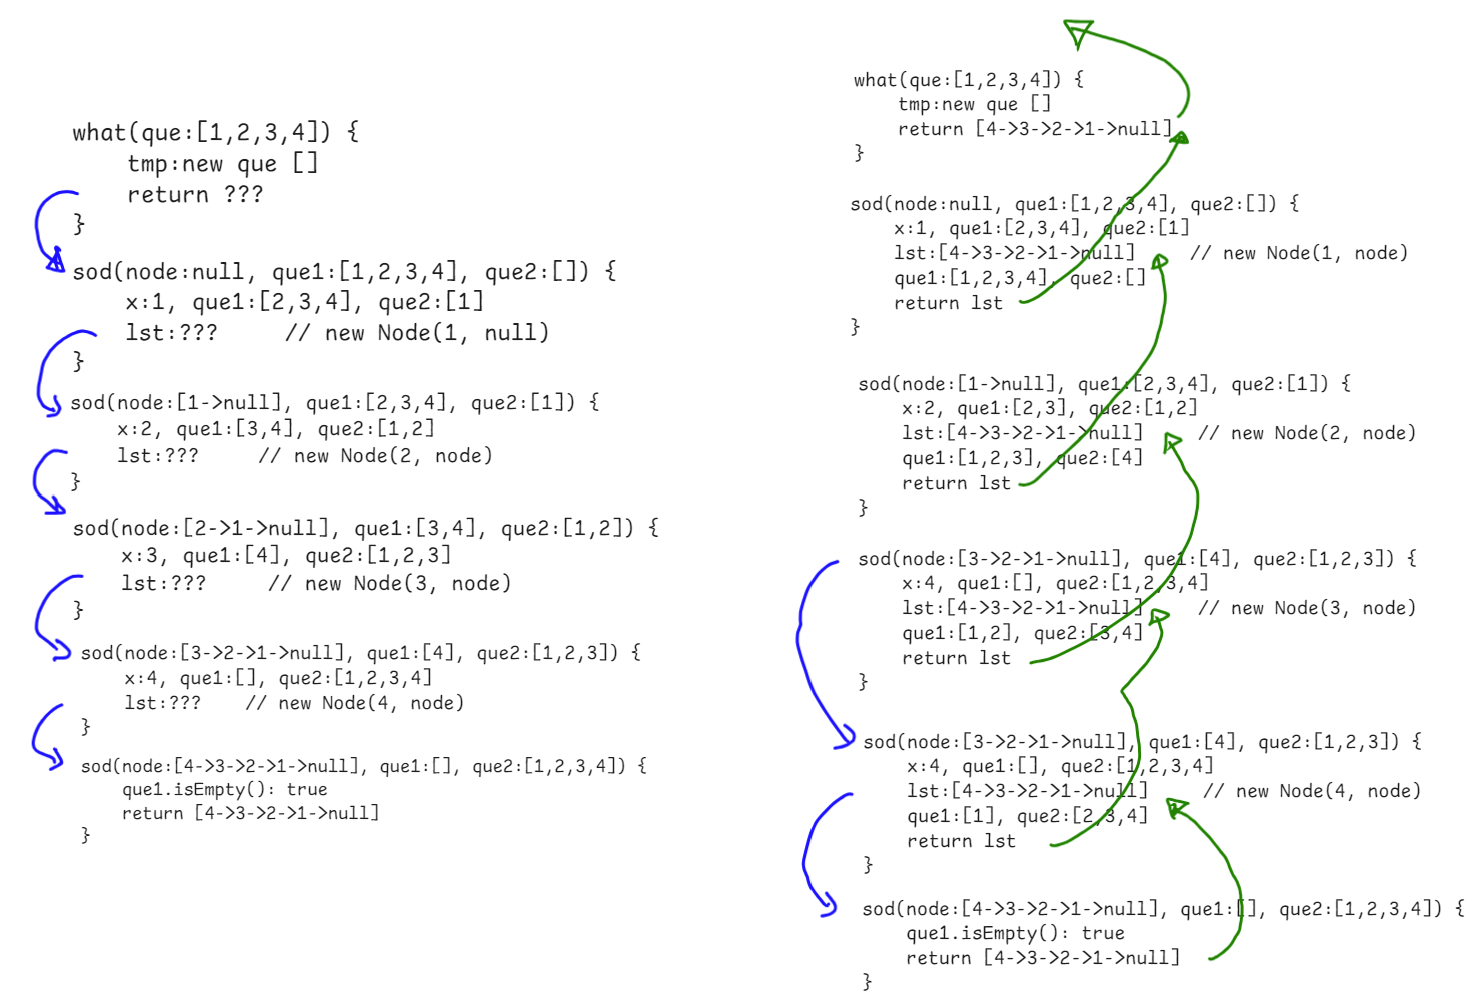 what(que:[1,2,3,4]) {
tmp:new que []
return ???
}
sod(node:null, que1:[1,2,3,4], que2:[]) {
x:1, que1:[2,3,4], que2:[1]
lst:??? // new Node(1, null)
}
sod(node:[1->null], que1:[2,3,4], que2:[1]) {
x:2, que1:[3,4], que2:[1,2]
lst:??? // new Node(2, node)
}
sod(node:[2->1->null], que1:[3,4], que2:[1,2]) {
x:3, que1:[4], que2:[1,2,3]
lst:??? // new Node(3, node)
}
sod(node:[3->2->1->null], que1:[4], que2:[1,2,3]) {
x:4, que1:[], que2:[1,2,3,4]
lst:??? // new Node(4, node)
}
sod(node:[4->3->2->1->null], que1:[], que2:[1,2,3,4]) {
que1.isEmpty(): true
return [4->3->2->1->null]
}
what(que:[1,2,3,4]) {
tmp:new que []
return [4->3->2->1->null]
}
sod(node:null, que1:[1,2,3,4], que2:[]) {
x:1, que1:[2,3,4], que2:[1]
lst:[4->3->2->1->null] // new Node(1, node)
que1:[1,2,3,4], que2:[]
return lst
}
sod(node:[1->null], que1:[2,3,4], que2:[1]) {
x:2, que1:[2,3], que2:[1,2]
lst:[4->3->2->1->null] // new Node(2, node)
que1:[1,2,3], que2:[4]
return lst
}
sod(node:[3->2->1->null], que1:[4], que2:[1,2,3]) {
x:4, que1:[], que2:[1,2,3,4]
lst:[4->3->2->1->null] // new Node(3, node)
que1:[1,2], que2:[3,4]
return lst
}
sod(node:[3->2->1->null], que1:[4], que2:[1,2,3]) {
x:4, que1:[], que2:[1,2,3,4]
lst:[4->3->2->1->null] // new Node(4, node)
que1:[1], que2:[2,3,4]
return lst
}
sod(node:[4->3->2->1->null], que1:[], que2:[1,2,3,4]) {
que1.isEmpty(): true
return [4->3->2->1->null]
}